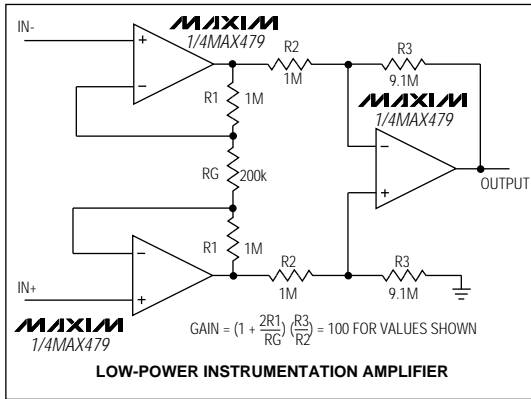 IN-
MAXIM
1/4MAX479
R2
1M
R3
9.1M
R1
1M
MAXIM
1/4MAX479
RG
200k
OUTPUT
R1
1M
IN+
R2
1M
R3
9.1M
MAXIM
1/4MAX479
GAIN = (1 + 2R1/RG) (R3/R2) = 100 FOR VALUES SHOWN
LOW-POWER INSTRUMENTATION AMPLIFIER